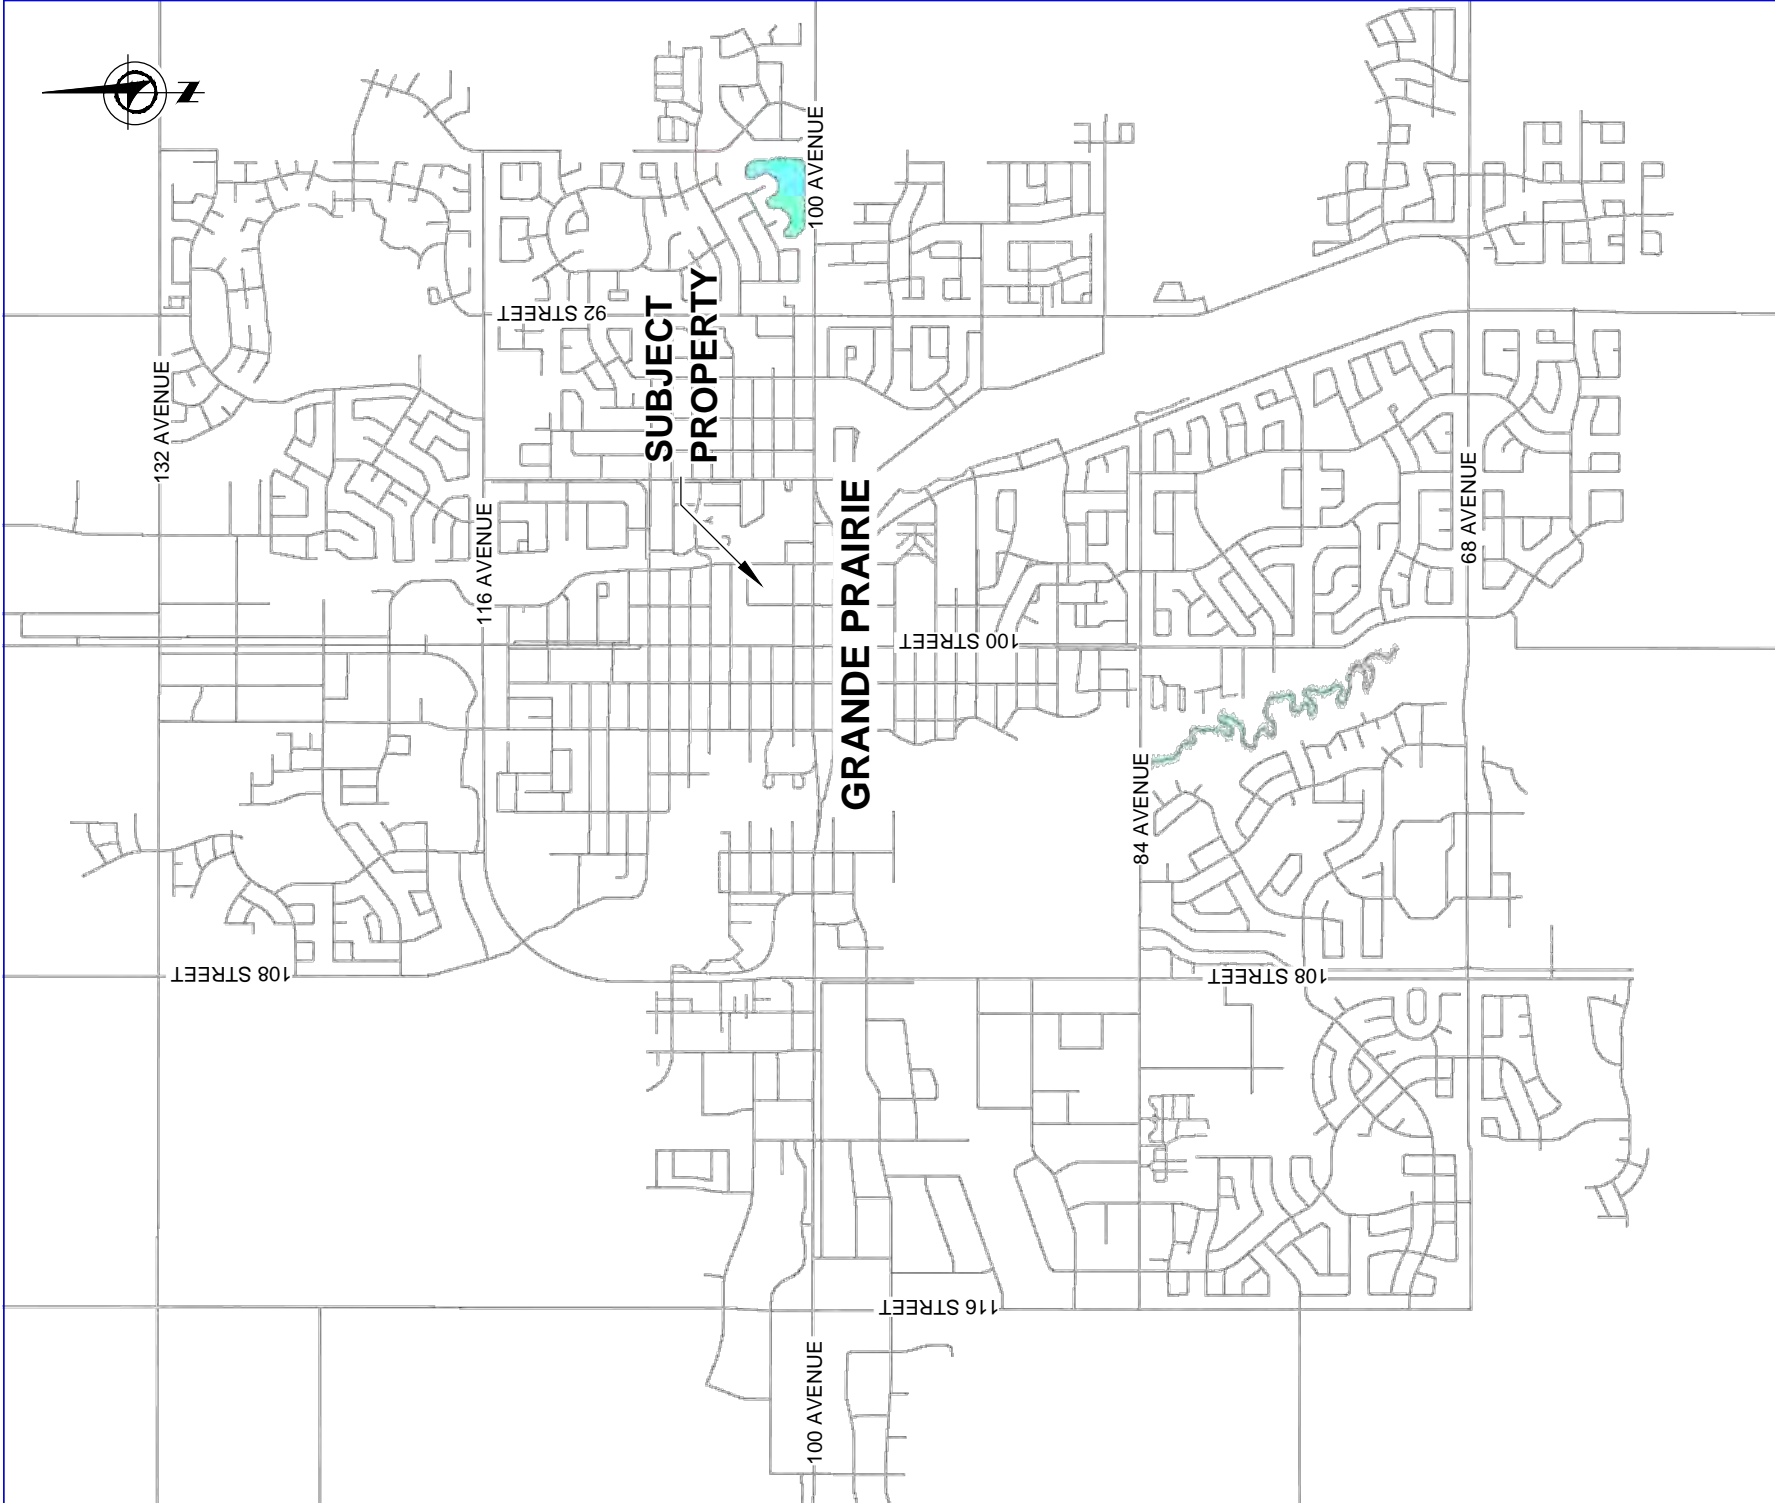 N
100 AVENUE
92 STREET
SUBJECT
PROPERTY
132 AVENUE
116 AVENUE
68 AVENUE
GRANDE PRAIRIE
100 STREET
84 AVENUE
108 STREET
108 STREET
116 STREET
100 AVENUE